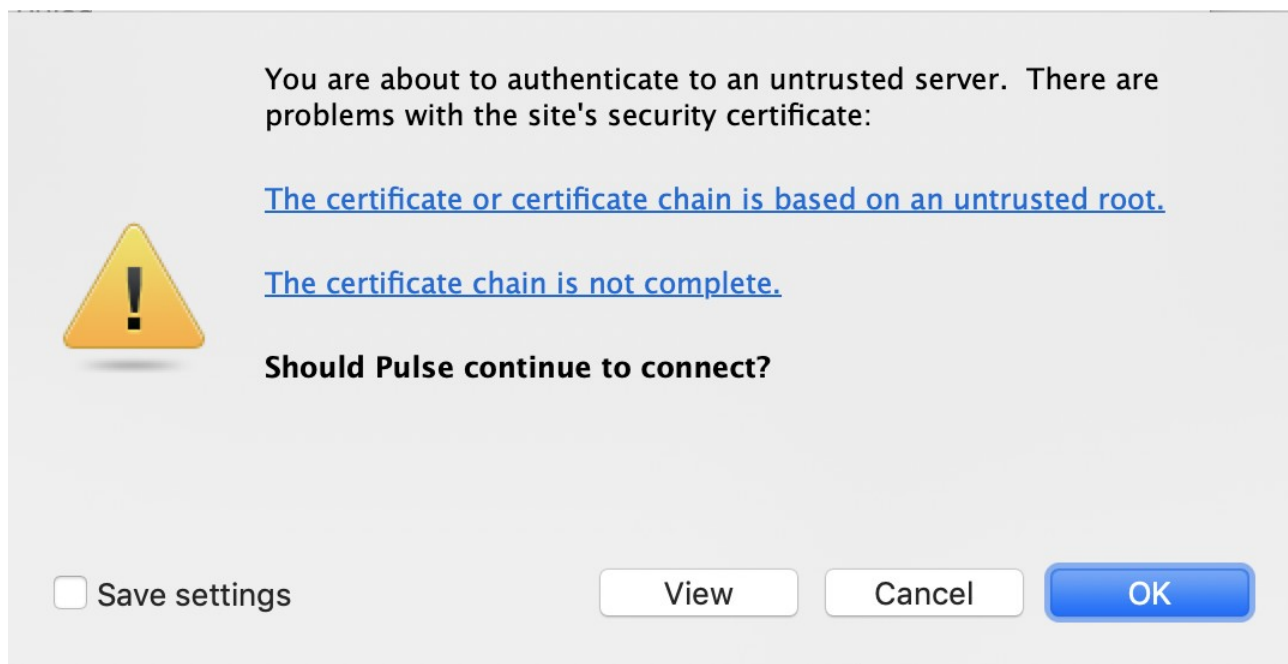 You are about to authenticate to an untrusted server.  There are
problems with the site's security certificate:
The certificate or certificate chain is based on an untrusted root.
The certificate chain is not complete.
Should Pulse continue to connect?
Save settings
View
Cancel
OK